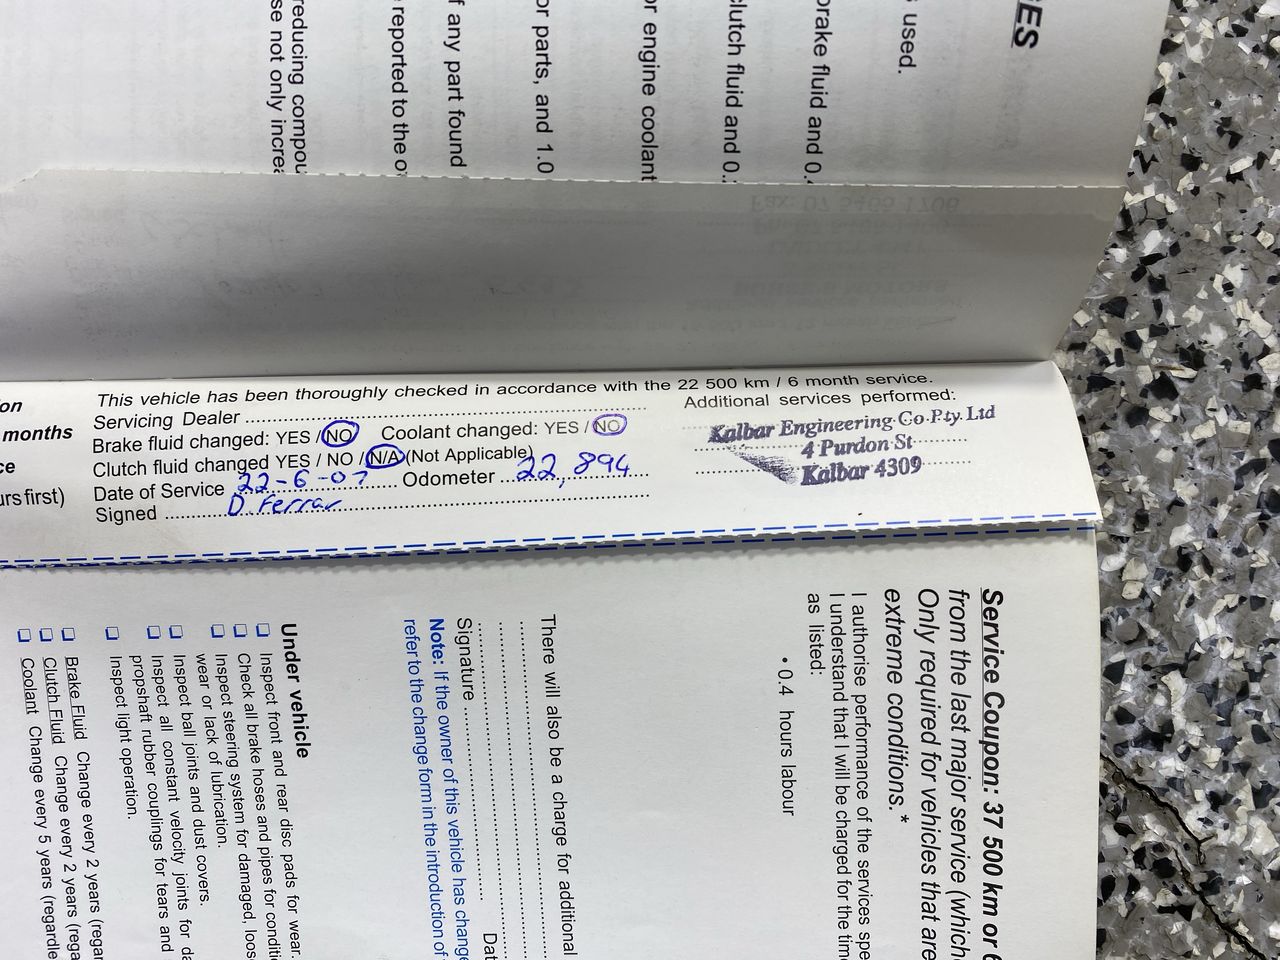 GES
s used.
brake fluid and 0.4
clutch fluid and 0.
or engine coolant
or parts, and 1.0
f any part found
reported to the o
reducing compou
se not only increa
on
months
ce
urs first)
This vehicle has been thoroughly checked in accordance with the 22 500 km / 6 month service.
Servicing Dealer
Brake fluid changed: YES / NO Coolant changed: YES / NO
Clutch fluid changed YES / NO / N/A (Not Applicable)
Date of Service 22-6-07 Odometer 22,894
Signed D Ferrar
Additional services performed:
Kalbar Engineering Co Pty. Ltd
4 Purdon St
Kalbar 4309
Service Coupon: 37 500 km or 6
from the last major service (which
Only required for vehicles that are
extreme conditions. *
I authorise performance of the services spe
I understand that I will be charged for the time
as listed:
• 0.4 hours labour
There will also be a charge for additional
Signature Dat
Note: If the owner of this vehicle has change
refer to the change form in the introduction of
Under vehicle
❑ Inspect front and rear disc pads for wear.
❑ Check all brake hoses and pipes for conditi
❑ Inspect steering system for damaged, loose
wear or lack of lubrication.
❑ Inspect ball joints and dust covers.
❑ Inspect all constant velocity joints for da
propshaft rubber couplings for tears and
❑ Inspect light operation.
❑ Brake Fluid Change every 2 years (regar
❑ Clutch Fluid Change every 2 years (rega
❑ Coolant Change every 5 years (regardle